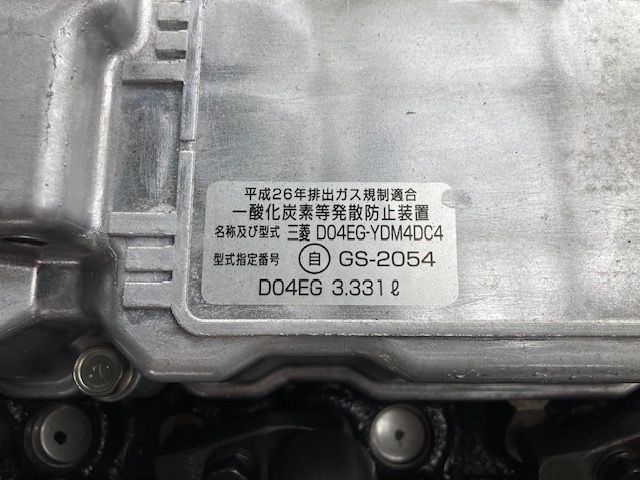 平成26年排出ガス規制適合
一酸化炭素等発散防止装置
名称及び型式 三菱 D04EG-YDM4DC4
型式指定番号 自 GS-2054
D04EG 3.331ℓ